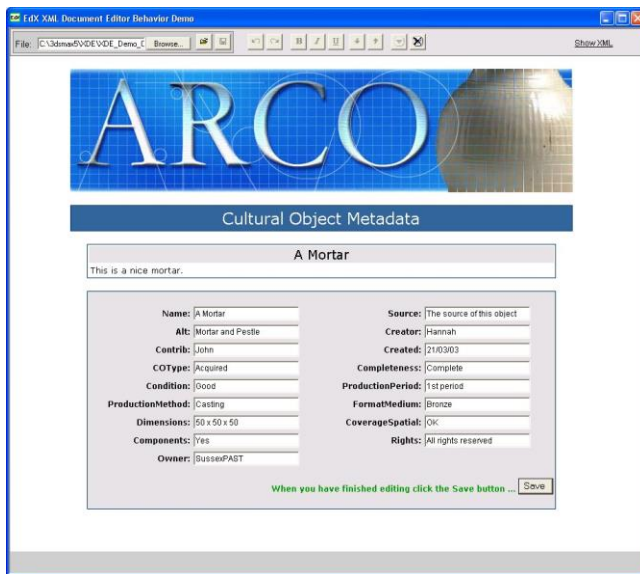 EdX XML Document Editor Behavior Demo
File: C:\3dsmax5\XDE\XDE_Demo_C Browse... B I U Show XML
ARCO
Cultural Object Metadata
A Mortar
This is a nice mortar.
Name: A Mortar Source: The source of this object
Alt: Mortar and Pestle Creator: Hannah
Contrib: John Created: 21/03/03
COType: Acquired Completeness: Complete
Condition: Good ProductionPeriod: 1st period
ProductionMethod: Casting FormatMedium: Bronze
Dimensions: 50 x 50 x 50 CoverageSpatial: OK
Components: Yes Rights: All rights reserved
Owner: SussexPAST
When you have finished editing click the Save button ... Save